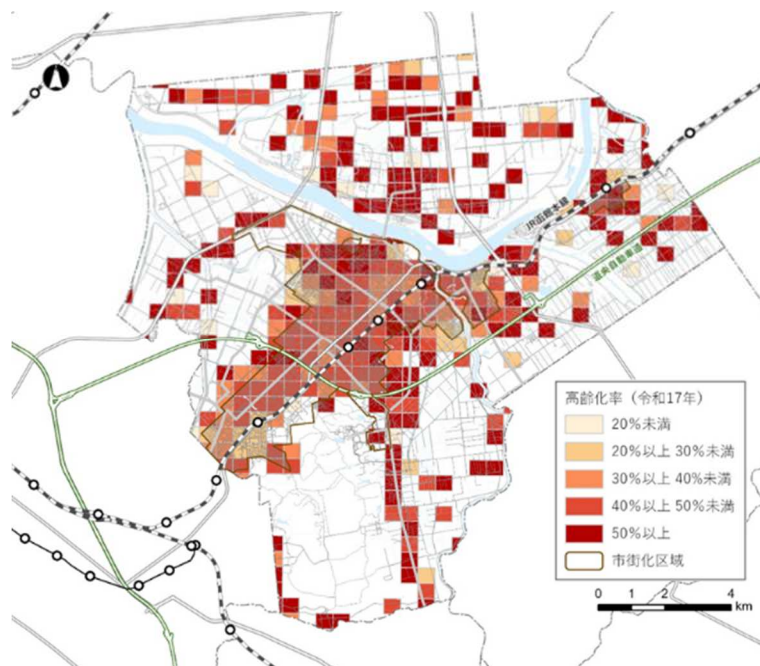 JR函館本線
道央自動車道
高齢化率（令和17年）
20％未満
20％以上 30％未満
30％以上 40％未満
40％以上 50％未満
50％以上
市街化区域
0 1 2 4
km